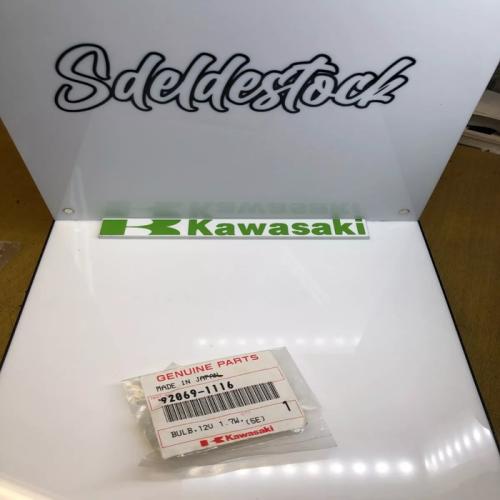 Sdeldestock
Kawasaki
GENUINE PARTS
MADE IN JAPAN
92069-1116
1
BULB,12V 1.7W,(SE)
Kawasaki